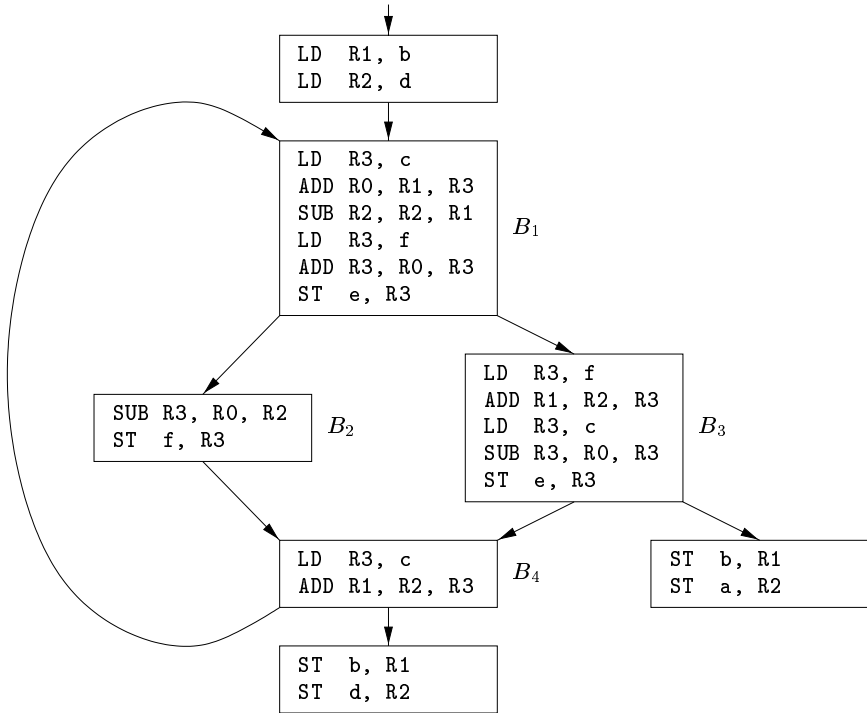 LD R1, b
LD R2, d
LD R3, c
ADD R0, R1, R3
SUB R2, R2, R1
LD R3, f
ADD R3, R0, R3
ST e, R3
B₁
SUB R3, R0, R2
ST f, R3
B₂
LD R3, f
ADD R1, R2, R3
LD R3, c
SUB R3, R0, R3
ST e, R3
B₃
LD R3, c
ADD R1, R2, R3
B₄
ST b, R1
ST a, R2
ST b, R1
ST d, R2